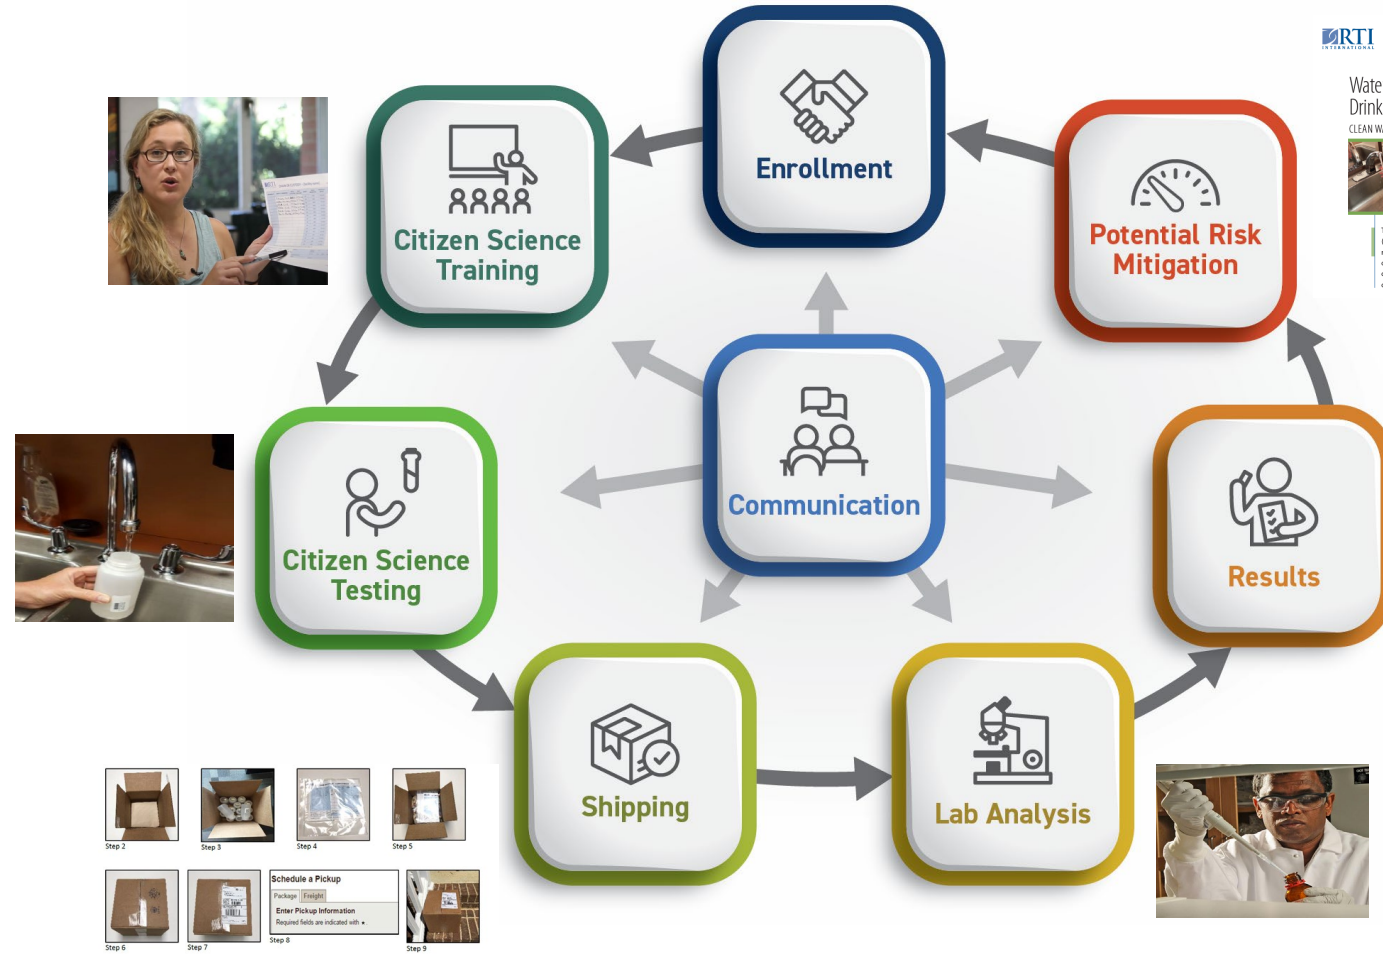 RTI
INTERNATIONAL
Enrollment
Citizen Science
Training
Potential Risk
Mitigation
CLEAN
Communication
Citizen Science
Testing
Results
Shipping
Lab Analysis
Step 2
Step 3
Step 4
Step 5
Schedule a Pickup
Package Freight
Enter Pickup Information
Required fields are indicated with ★.
Step 6
Step 7
Step 8
Step 9